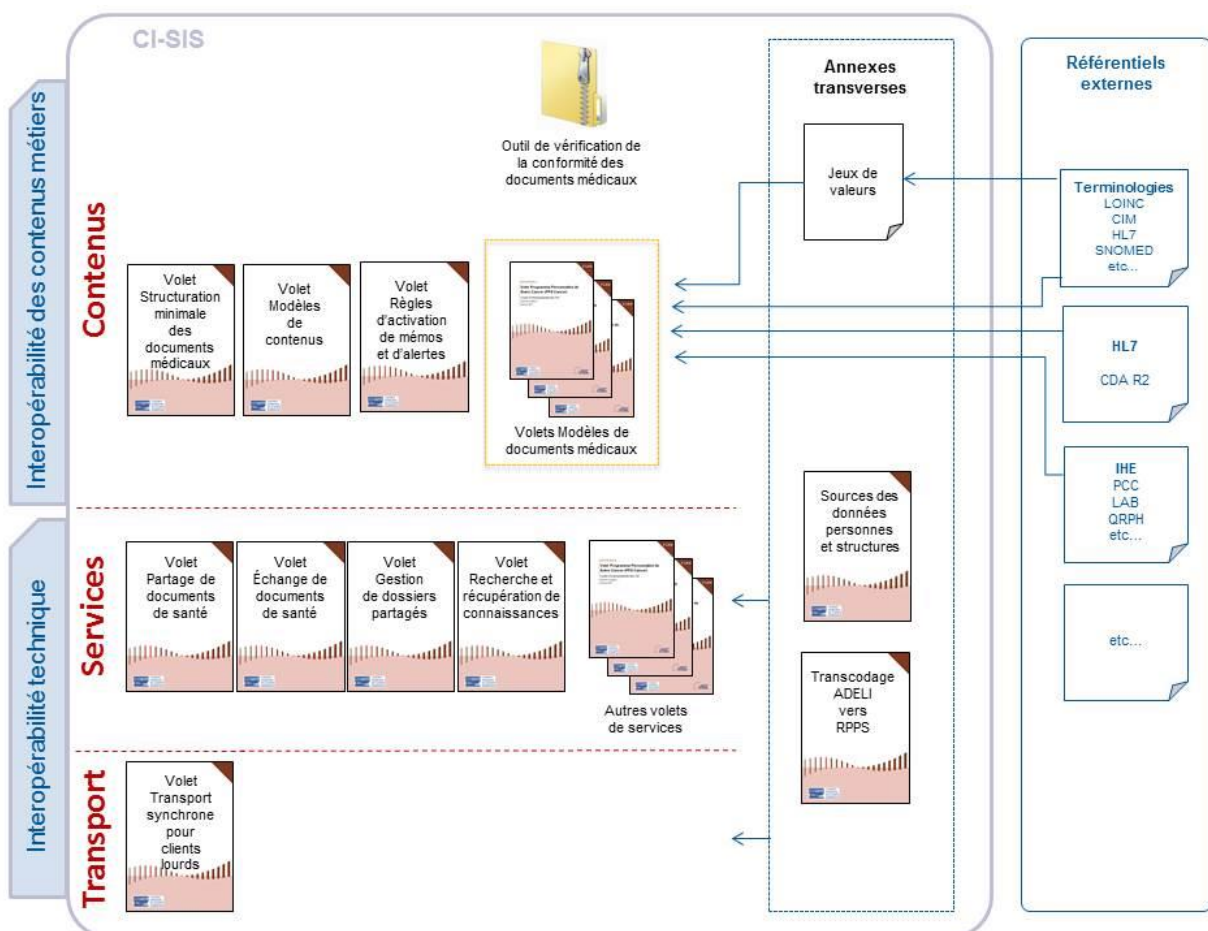 CI-SIS
Interopérabilité des contenus métiers
Interopérabilité technique
Contenus
Outil de vérification de
la conformité des
documents médicaux
Volet
Structuration
minimale
des
documents
médicaux
Volet
Modèles
de
contenus
Volet
Règles
d'activation
de mémos
et d'alertes
Volets Modèles de
documents médicaux
Services
Volet
Partage de
documents
de santé
Volet
Échange de
documents
de santé
Volet
Gestion
de dossiers
partagés
Volet
Recherche et
récupération de
connaissances
Autres volets
de services
Transport
Volet
Transport
synchrone
pour
clients
lourds
Annexes
transverses
Jeux de
valeurs
Sources des
données
personnes
et structures
Transcodage
ADELI
vers
RPPS
Référentiels
externes
Terminologies
LOINC
CIM
HL7
SNOMED
etc...
HL7
CDA R2
IHE
PCC
LAB
QRPH
etc...
etc...